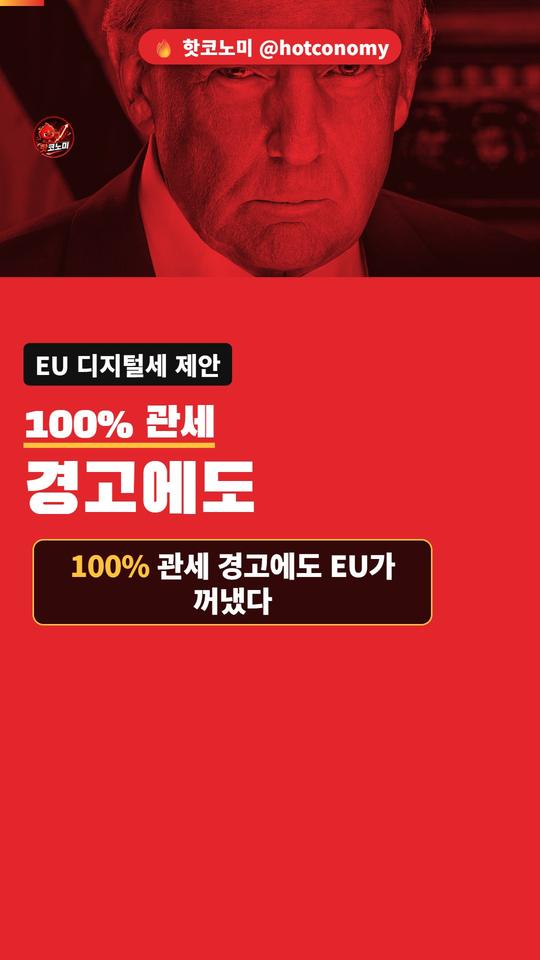 🔥 핫코노미 @hotconomy
핫코노미
EU 디지털세 제안
100% 관세
경고에도
100% 관세 경고에도 EU가
꺼냈다